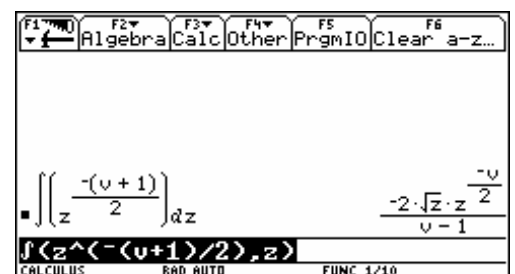 F1 F2 F3 F4 F5 F6
Algebra Calc Other PrgmIO Clear a-z…
∫(z^(-(v + 1)/2))dz (-2·√z·z^(-v/2))/(v - 1)
∫(z^(-(v+1)/2),z)
CALCULUS RAD AUTO FUNC 1/10